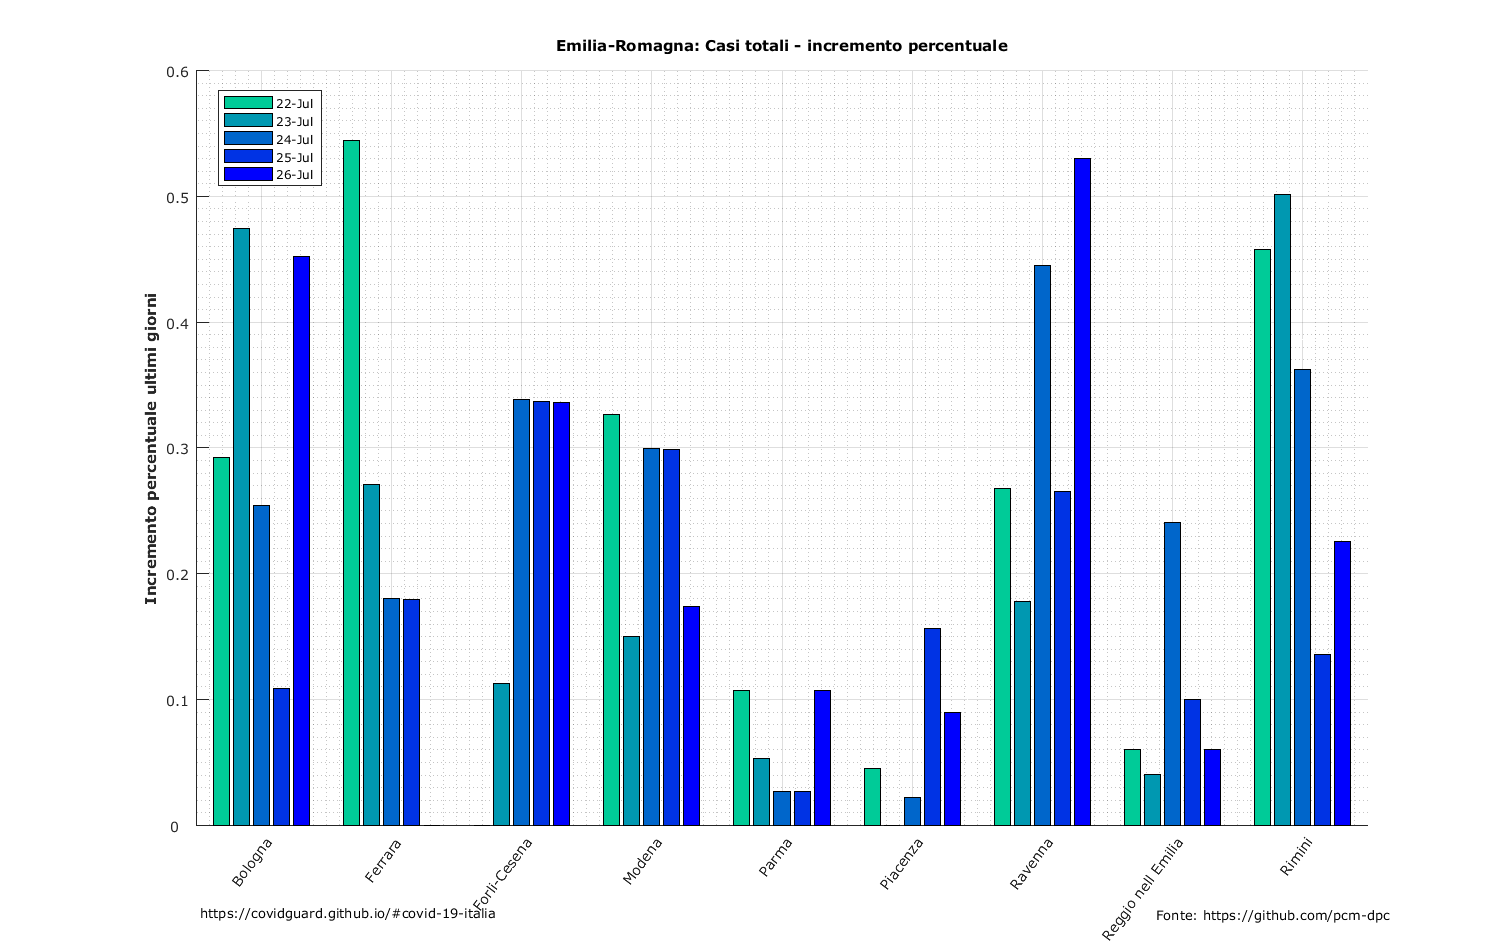 Emilia-Romagna: Casi totali - incremento percentuale
0.6
0.5
0.4
0.3
0.2
0.1
0
Incremento percentuale ultimi giorni
22-Jul
23-Jul
24-Jul
25-Jul
26-Jul
Bologna
Ferrara
Forlì-Cesena
Modena
Parma
Piacenza
Ravenna
Reggio nell Emilia
Rimini
https://covidguard.github.io/#covid-19-italia
Fonte: https://github.com/pcm-dpc